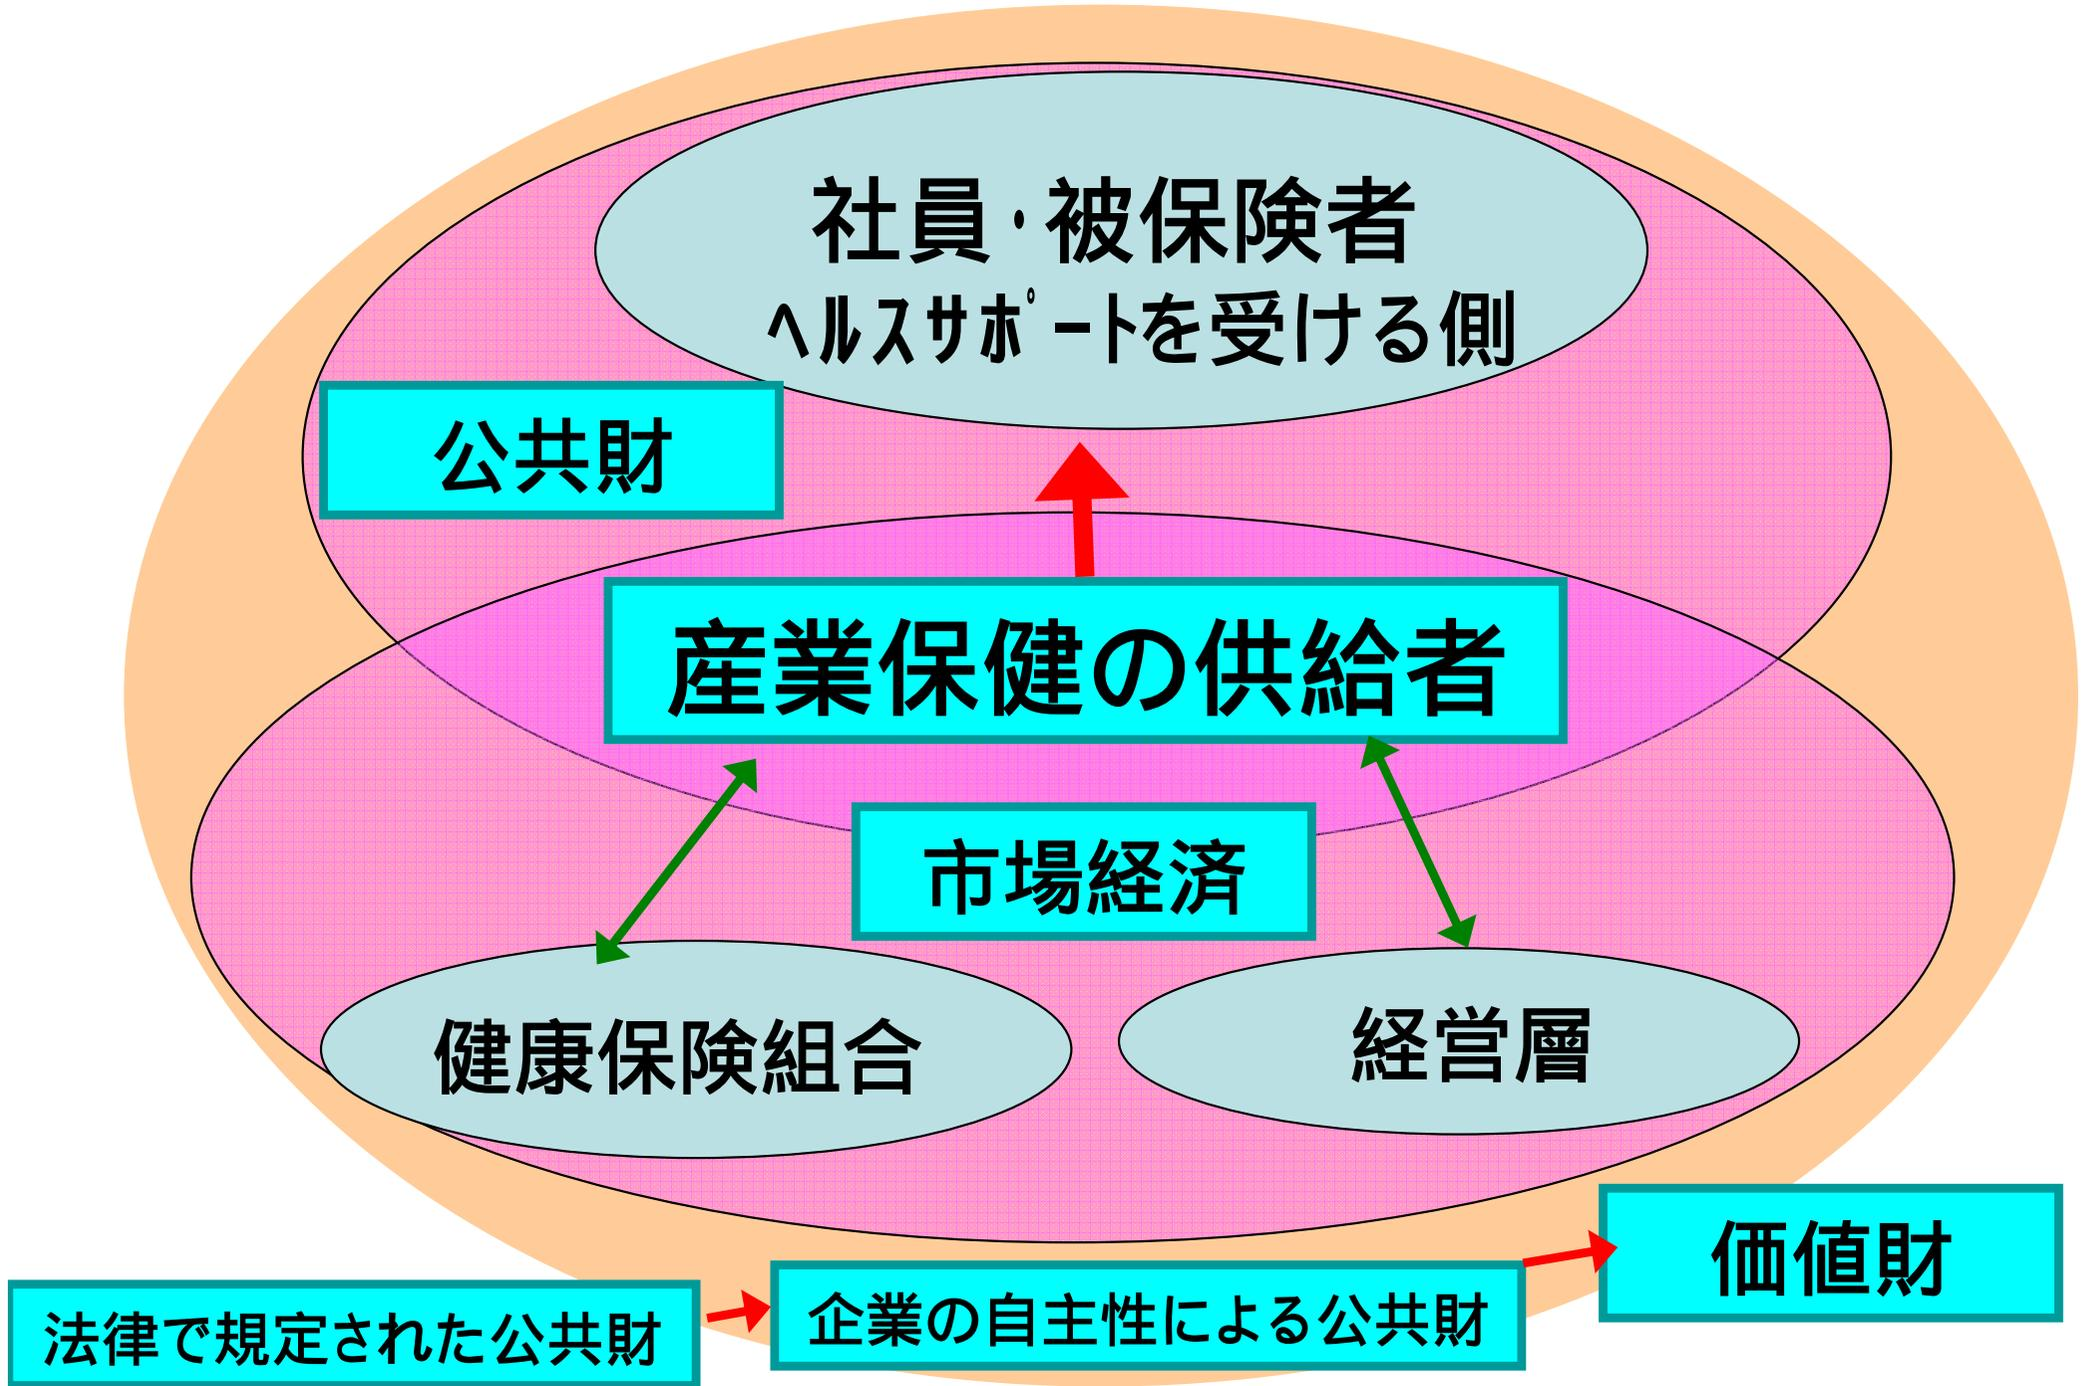 社員・被保険者
ﾍﾙｽｻﾎﾟｰﾄを受ける側
公共財
産業保健の供給者
市場経済
健康保険組合
経営層
価値財
企業の自主性による公共財
法律で規定された公共財